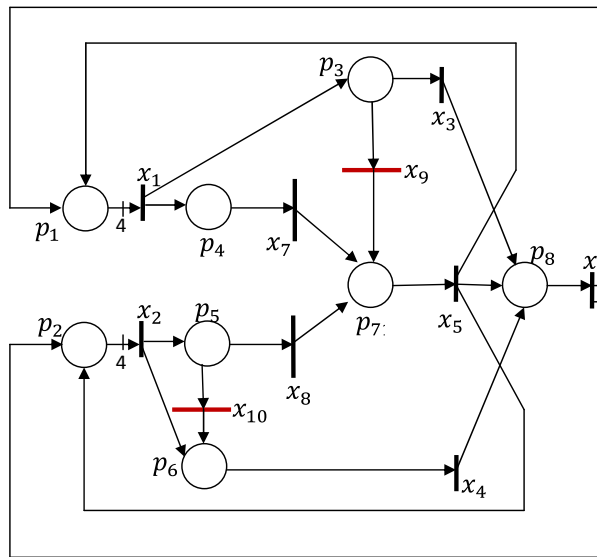 p₃
x₃
x₁
x₉
p₁
4
p₄
x₇
p₈
x
p₂
x₂
p₅
p₇
x₅
4
x₈
x₁₀
p₆
x₄